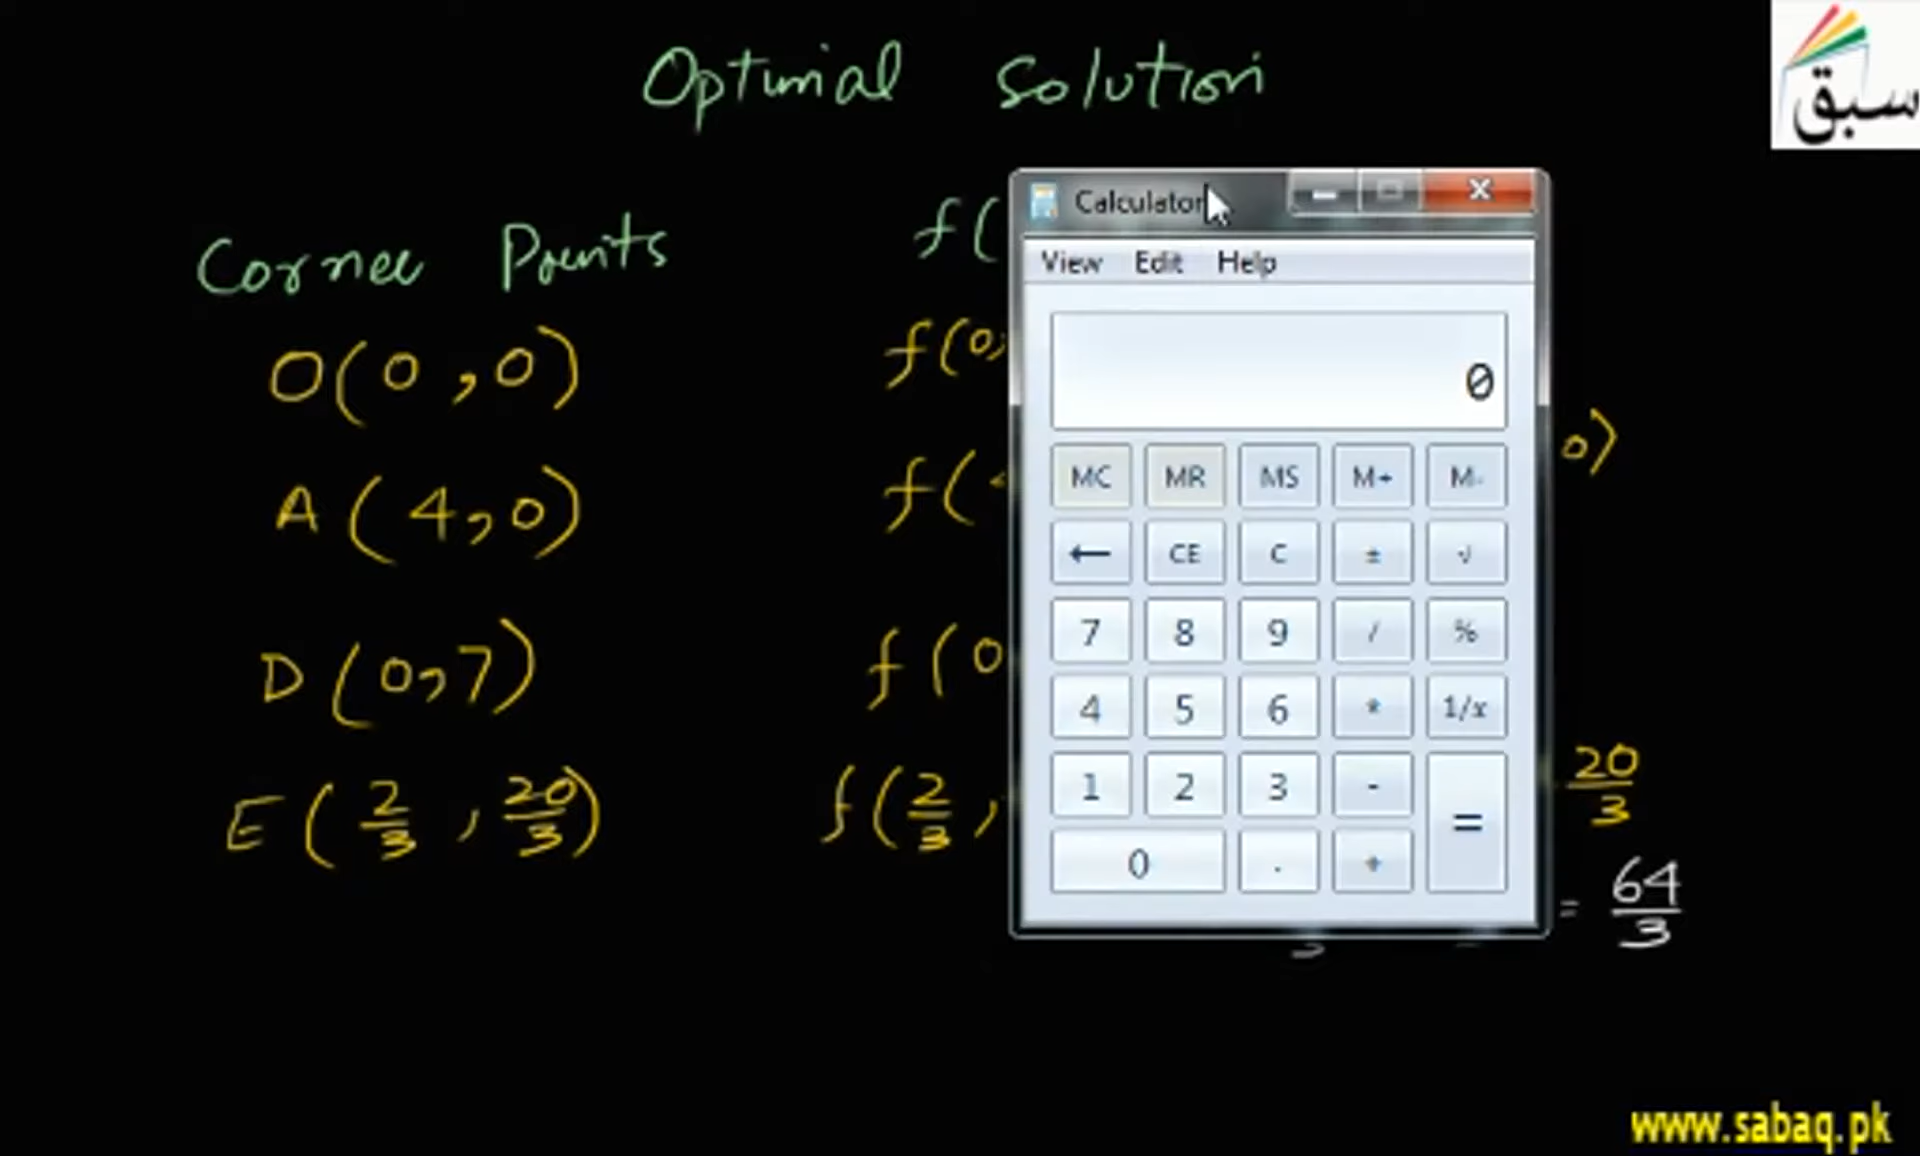 Optimal Solution
سبق
Corner Points f(
O(0,0) f(0,
0)
A(4,0) f(
D(0,7) f(0
E(2/3, 20/3) f(2/3, 20/3
= 64/3
Calculator
View Edit Help
0
MC MR MS M+ M-
← CE C ± √
7 8 9 / %
4 5 6 * 1/x
1 2 3 - =
0 . +
www.sabaq.pk